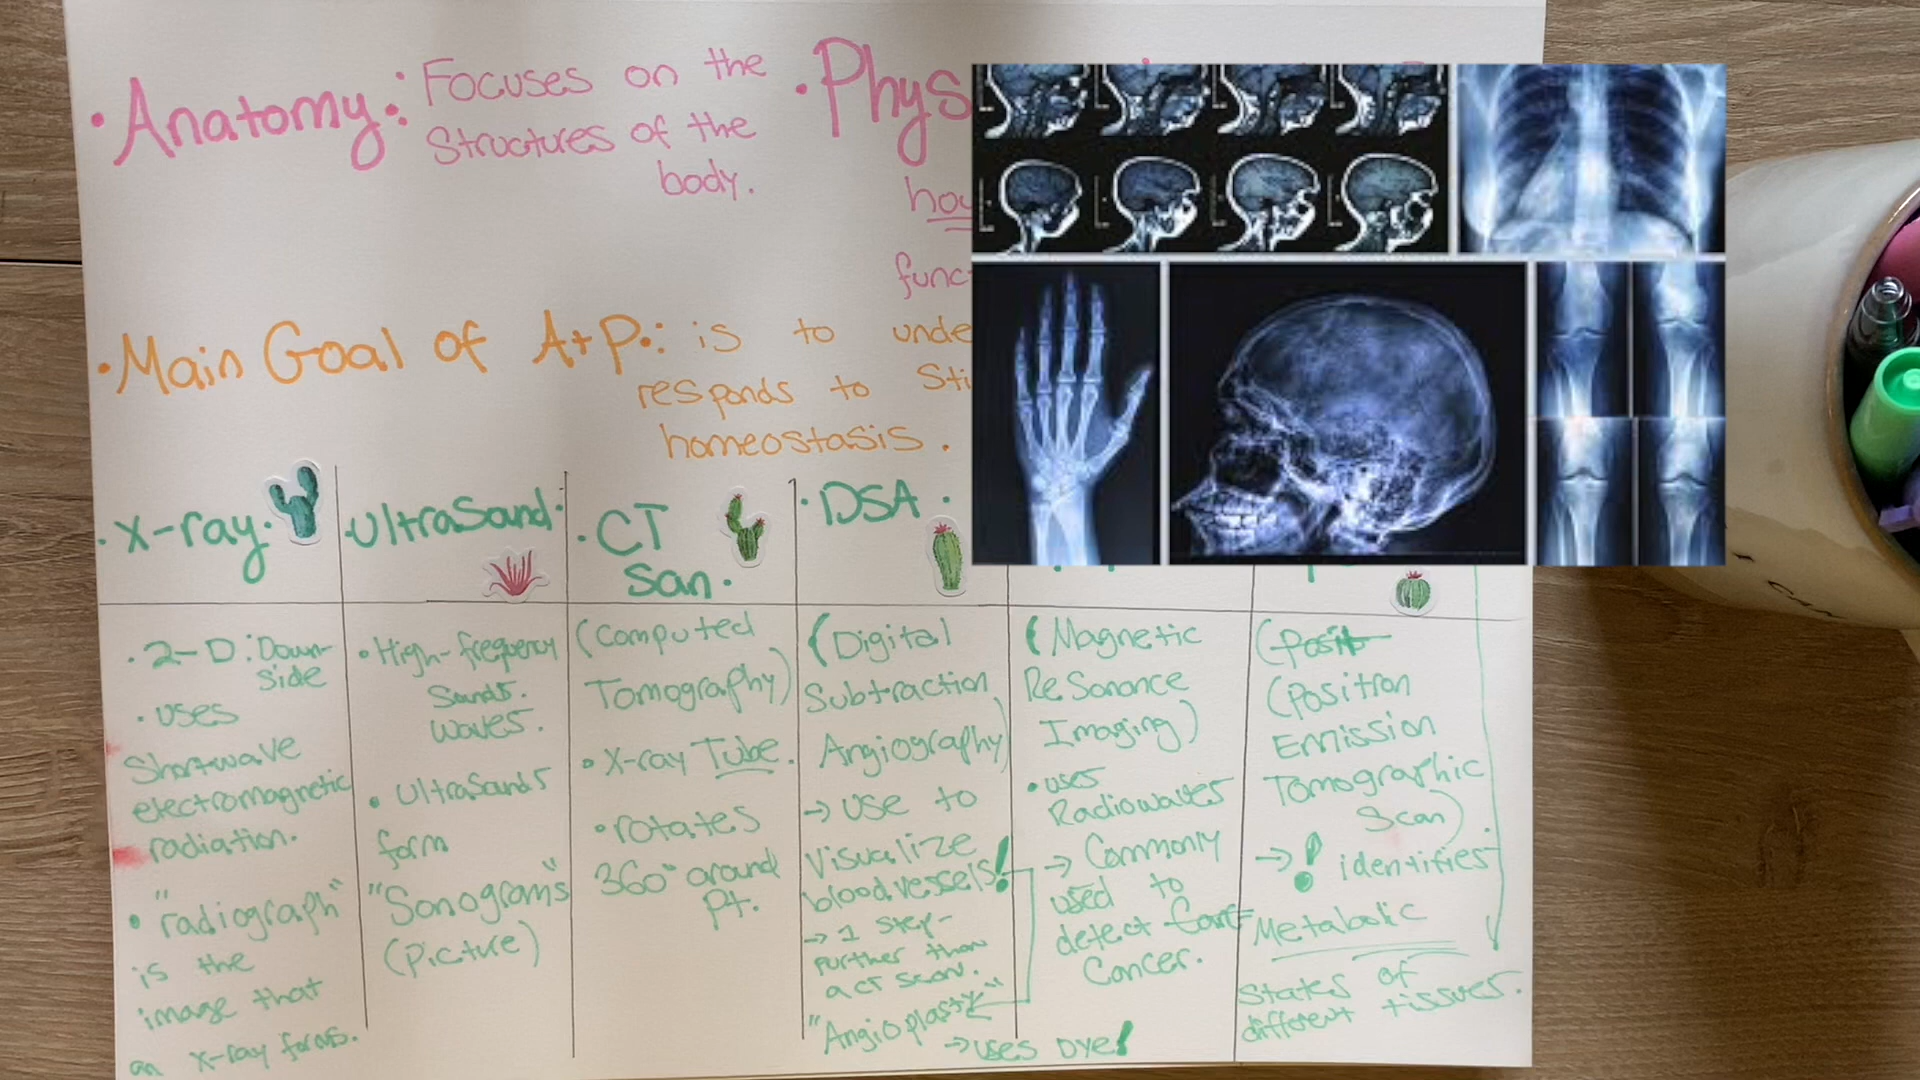 • Anatomy:
Focuses on the
Structures of the
body.
• Phys
how
func
• Main Goal of A+P.: is to unde
responds to Sti
homeostasis.
• X-ray.
• 2-D: Down-
side
• uses
Shortwave
electromagnetic
radiation.
• "radiograph"
is the
image that
an x-ray forms.
• UltraSound •
• High-frequency
Sounds.
waves.
• UltraSounds
form
"Sonograms"
(picture)
• CT
San.
(Computed
Tomography)
• X-ray Tube.
• rotates
360° around
Pt.
• DSA •
(Digital
Subtraction
Angiography)
→ use to
Visualize
blood vessels!
→ 1 step
further than
a CT scan.
"Angioplasty"
→ uses DYE!
(Magnetic
ReSonance
Imaging)
• uses
Radiowaves
→ Commonly
used to
detect
Cancer.
(Posit
(Positron
Emission
Tomographic
Scan)
→ ! identifies
Metabolic
States of
different tissues.